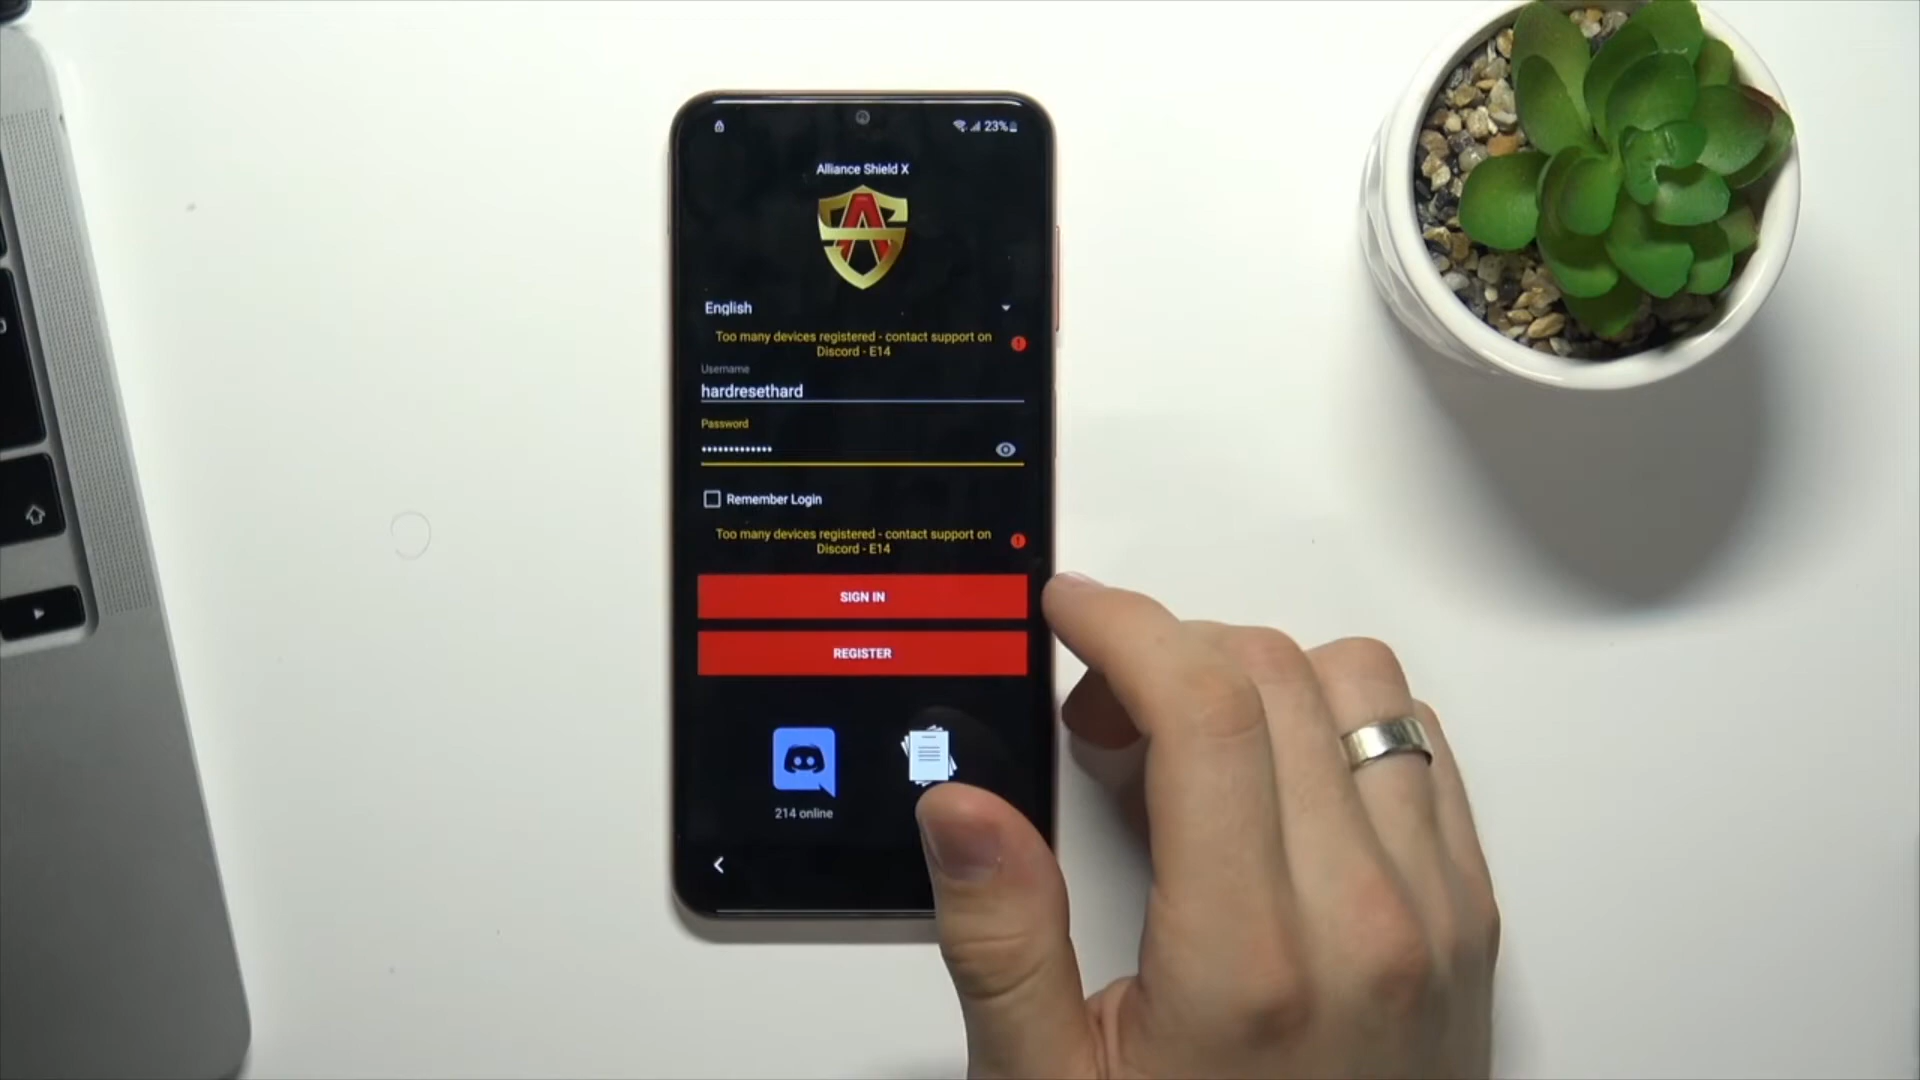 23%
Alliance Shield X
English
Too many devices registered - contact support on
Discord - E14
Username
hardresethard
Password
•••••••••••••
Remember Login
Too many devices registered - contact support on
Discord - E14
SIGN IN
REGISTER
214 online